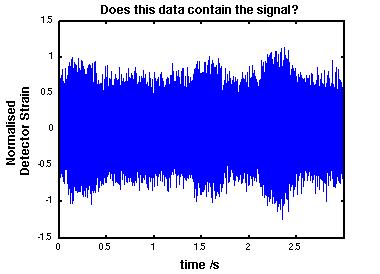 Does this data contain the signal?
1.5
1
0.5
0
-0.5
-1
-1.5
Normalised
Detector Strain
0 0.5 1 1.5 2 2.5
time /s